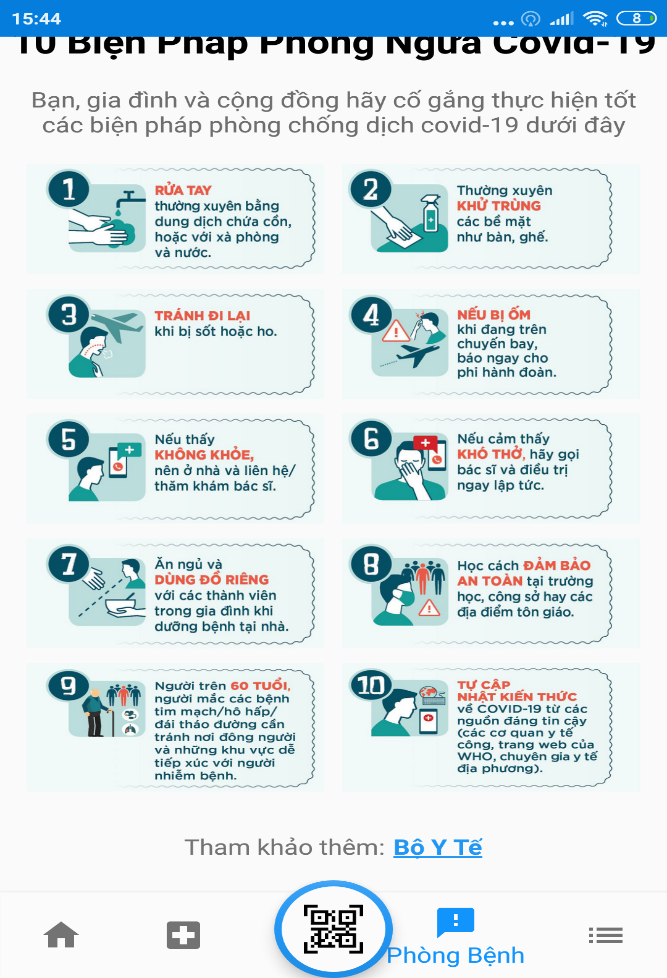 15:44
8
10 Biện Pháp Phòng Ngừa Covid-19
Bạn, gia đình và cộng đồng hãy cố gắng thực hiện tốt
các biện pháp phòng chống dịch covid-19 dưới đây
1
RỬA TAY
thường xuyên bằng
dung dịch chứa cồn,
hoặc với xà phòng
và nước.
2
Thường xuyên
KHỬ TRÙNG
các bề mặt
như bàn, ghế.
3
TRÁNH ĐI LẠI
khi bị sốt hoặc ho.
4
NẾU BỊ ỐM
khi đang trên
chuyến bay,
báo ngay cho
phi hành đoàn.
5
Nếu thấy
KHÔNG KHỎE,
nên ở nhà và liên hệ/
thăm khám bác sĩ.
6
Nếu cảm thấy
KHÓ THỞ, hãy gọi
bác sĩ và điều trị
ngay lập tức.
7
Ăn ngủ và
DÙNG ĐỒ RIÊNG
với các thành viên
trong gia đình khi
dưỡng bệnh tại nhà.
8
Học cách ĐẢM BẢO
AN TOÀN tại trường
học, công sở hay các
địa điểm tôn giáo.
9
Người trên 60 TUỔI,
người mắc các bệnh
tim mạch/hô hấp/
đái tháo đường cần
tránh nơi đông người
và những khu vực dễ
tiếp xúc với người
nhiễm bệnh.
10
TỰ CẬP
NHẬT KIẾN THỨC
về COVID-19 từ các
nguồn đáng tin cậy
(các cơ quan y tế
công, trang web của
WHO, chuyên gia y tế
địa phương).
Tham khảo thêm: Bộ Y Tế
Phòng Bệnh